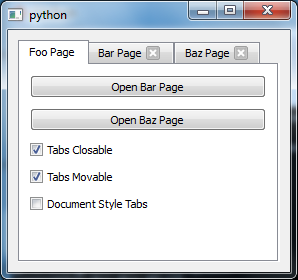 python
Foo Page Bar Page Baz Page
Open Bar Page
Open Baz Page
Tabs Closable
Tabs Movable
Document Style Tabs